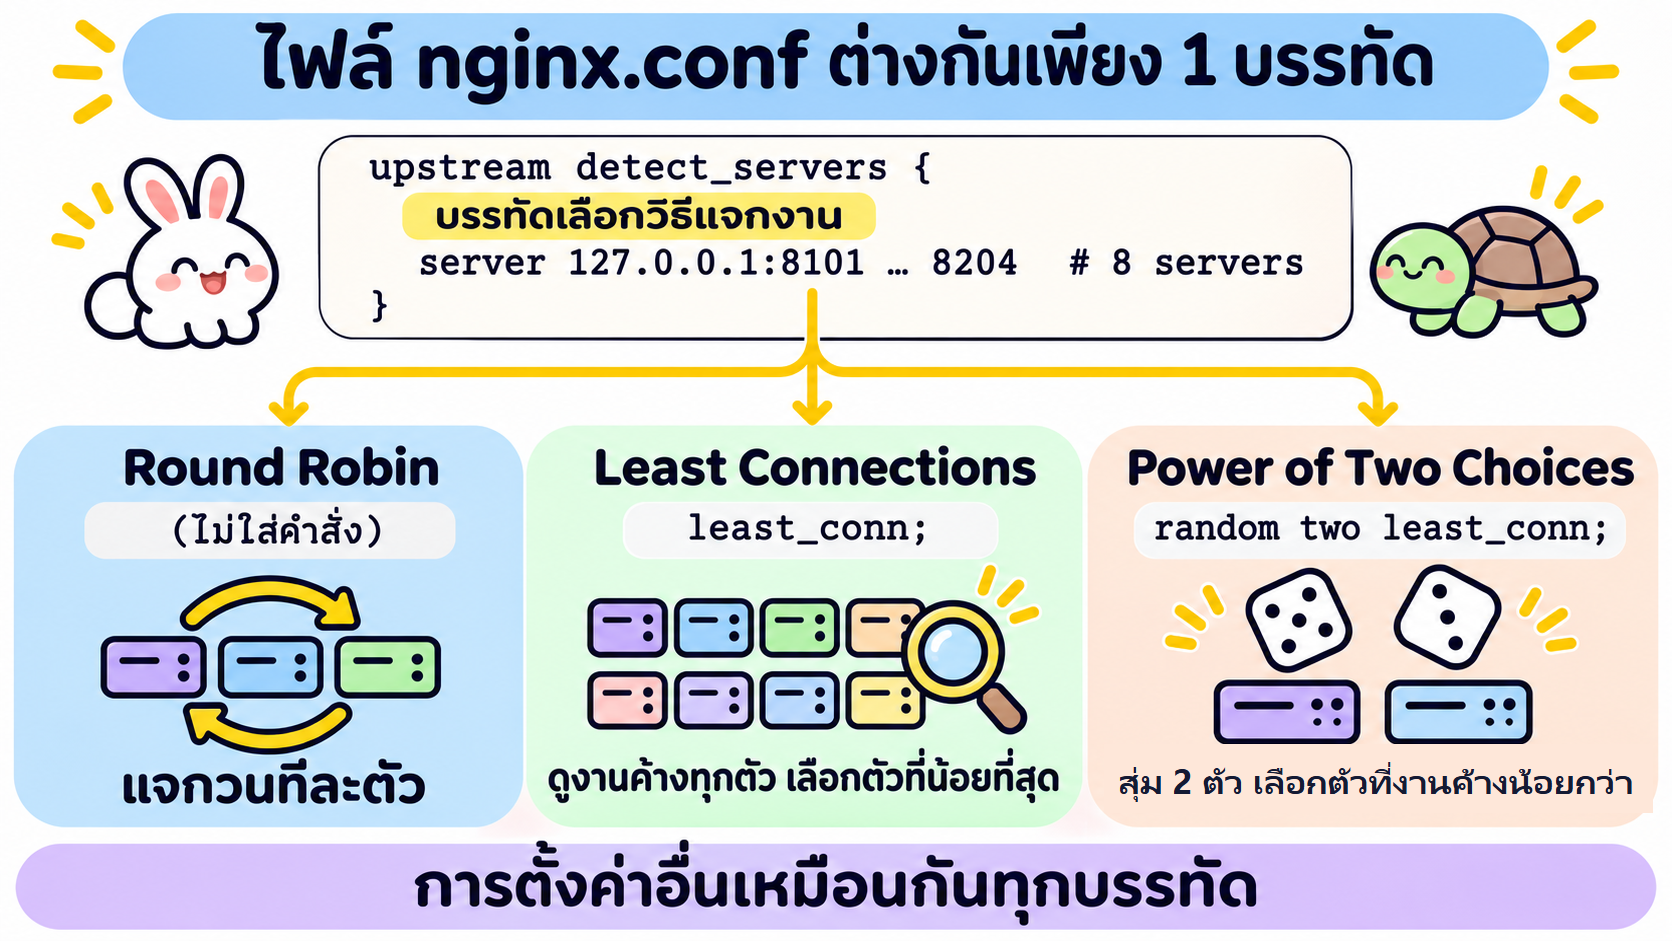 ไฟล์ nginx.conf ต่างกันเพียง 1 บรรทัด
upstream detect_servers {
บรรทัดเลือกวิธีแจกงาน
server 127.0.0.1:8101 … 8204  # 8 servers
}
Round Robin
(ไม่ใส่คำสั่ง)
แจกวนทีละตัว
Least Connections
least_conn;
ดูงานค้างทุกตัว เลือกตัวที่น้อยที่สุด
Power of Two Choices
random two least_conn;
สุ่ม 2 ตัว เลือกตัวที่งานค้างน้อยกว่า
การตั้งค่าอื่นเหมือนกันทุกบรรทัด